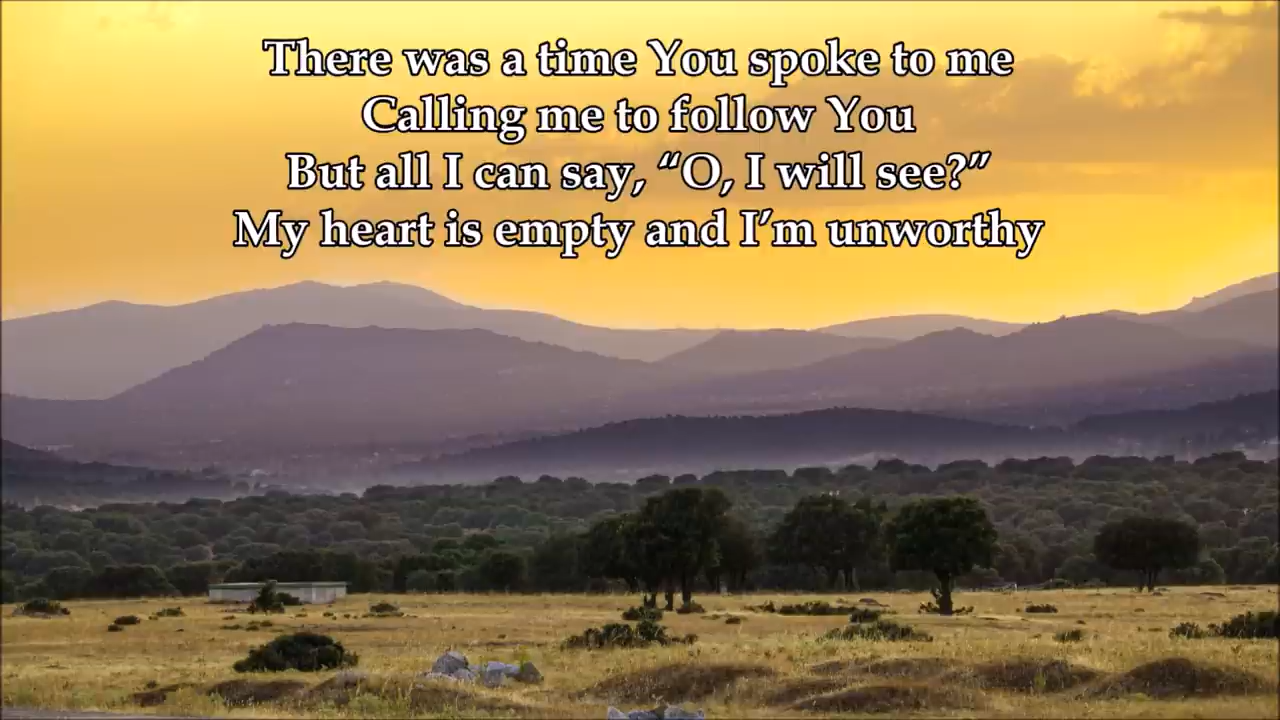 There was a time You spoke to me
Calling me to follow You
But all I can say, “O, I will see?”
My heart is empty and I’m unworthy